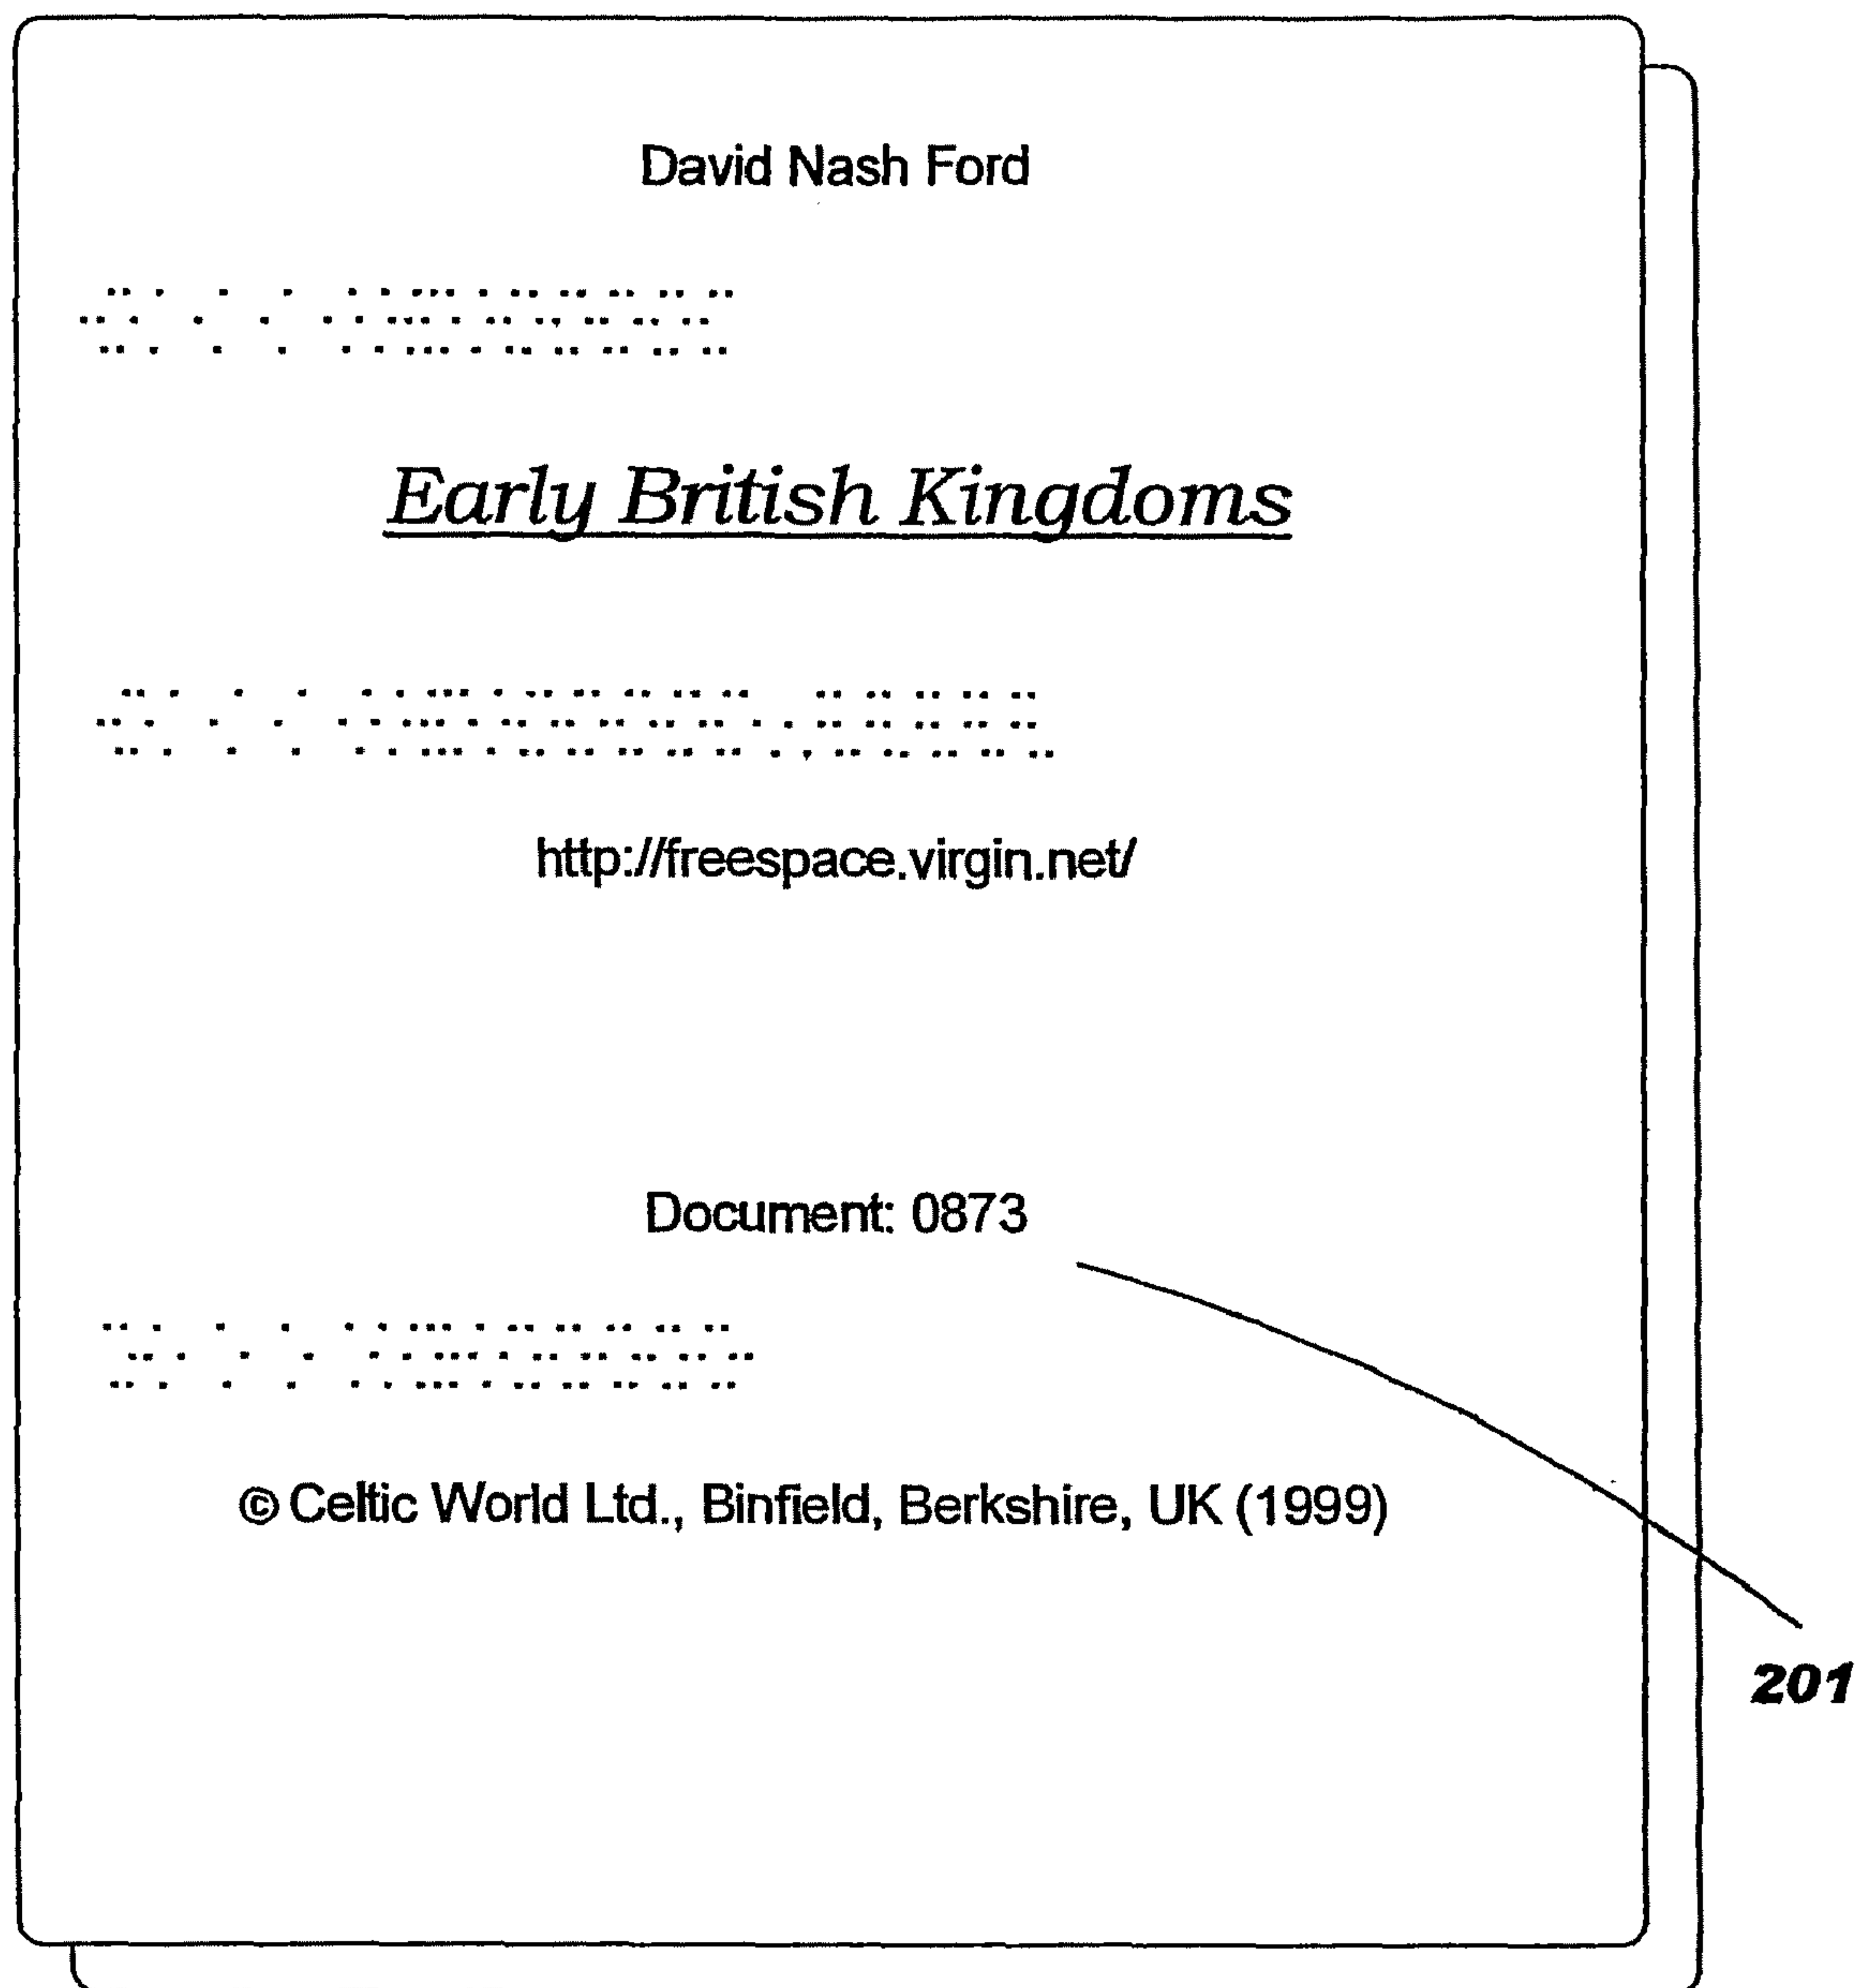 David Nash Ford
Early British Kingdoms
http://freespace.virgin.net/
Document: 0873
© Celtic World Ltd., Binfield, Berkshire, UK (1999)
201